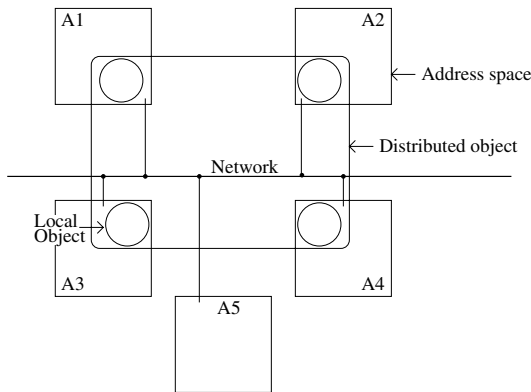 A1
A2
Address space
Distributed object
Network
Local
Object
A3
A5
A4